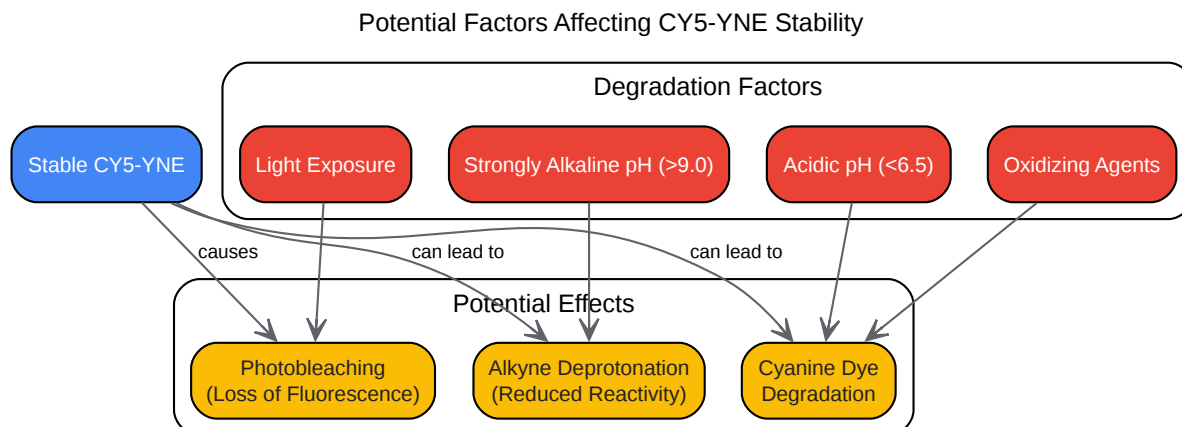 Potential Factors Affecting CY5-YNE Stability
Degradation Factors
Stable CY5-YNE
Light Exposure
Strongly Alkaline pH (>9.0)
Acidic pH (<6.5)
Oxidizing Agents
causes
can lead to
can lead to
Potential Effects
Photobleaching
(Loss of Fluorescence)
Alkyne Deprotonation
(Reduced Reactivity)
Cyanine Dye
Degradation